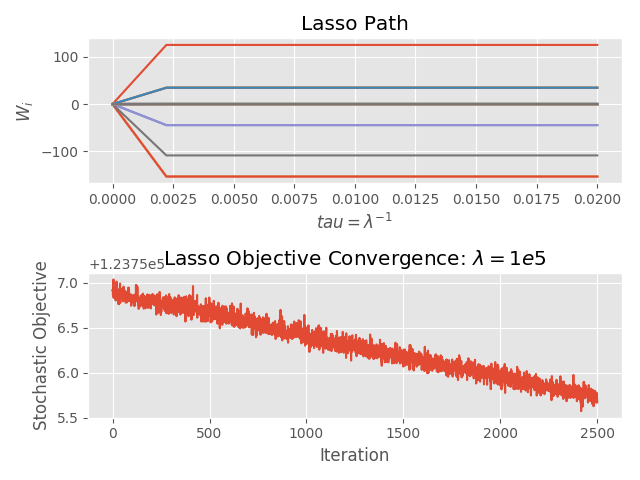 Lasso Path
100
0
−100
W_i
0.0000 0.0025 0.0050 0.0075 0.0100 0.0125 0.0150 0.0175 0.0200
tau = λ⁻¹
+1.2375e5
Lasso Objective Convergence: λ = 1e5
7.0
6.5
6.0
5.5
Stochastic Objective
0 500 1000 1500 2000 2500
Iteration